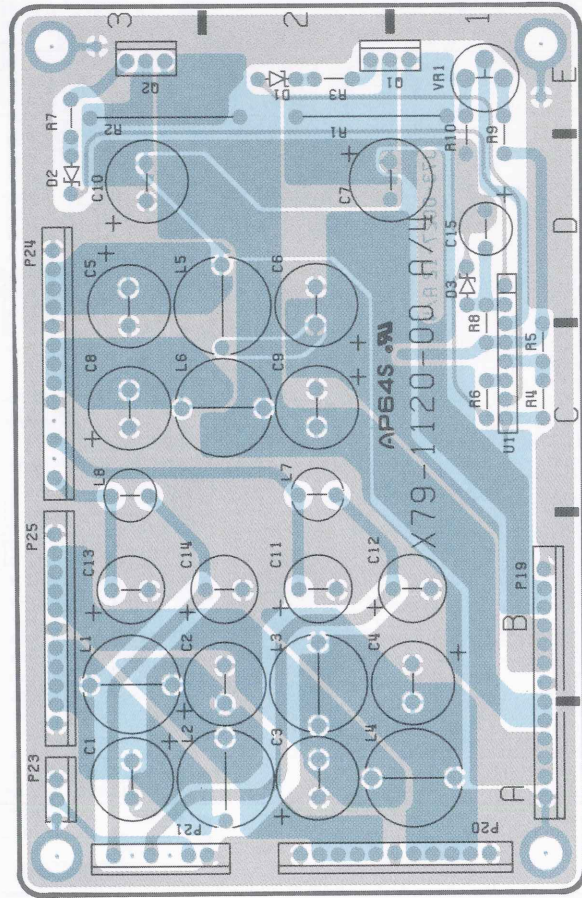 3
2
1
Q2
D1
R3
Q1
VR1
E
R7
R2
R1
R10
R9
D2
C10
C7
C15
D
P24
C5
L5
C6
D3
R8
X79-1120-00 A/4
AP64S
C8
L6
C9
R6
R5
R4
U1
C
L8
L7
P25
C13
C14
C11
C12
P19
B
L1
C2
L3
C4
C1
L2
C3
L4
P23
A
P21
P20